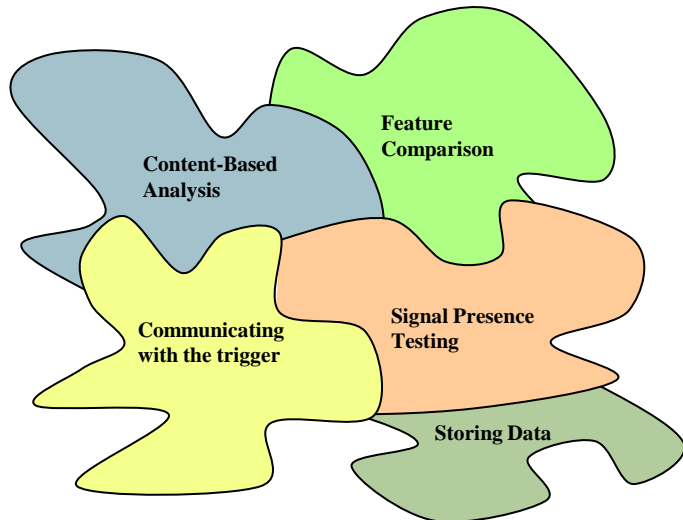 Feature
Comparison
Content-Based
Analysis
Signal Presence
Testing
Communicating
with the trigger
Storing Data